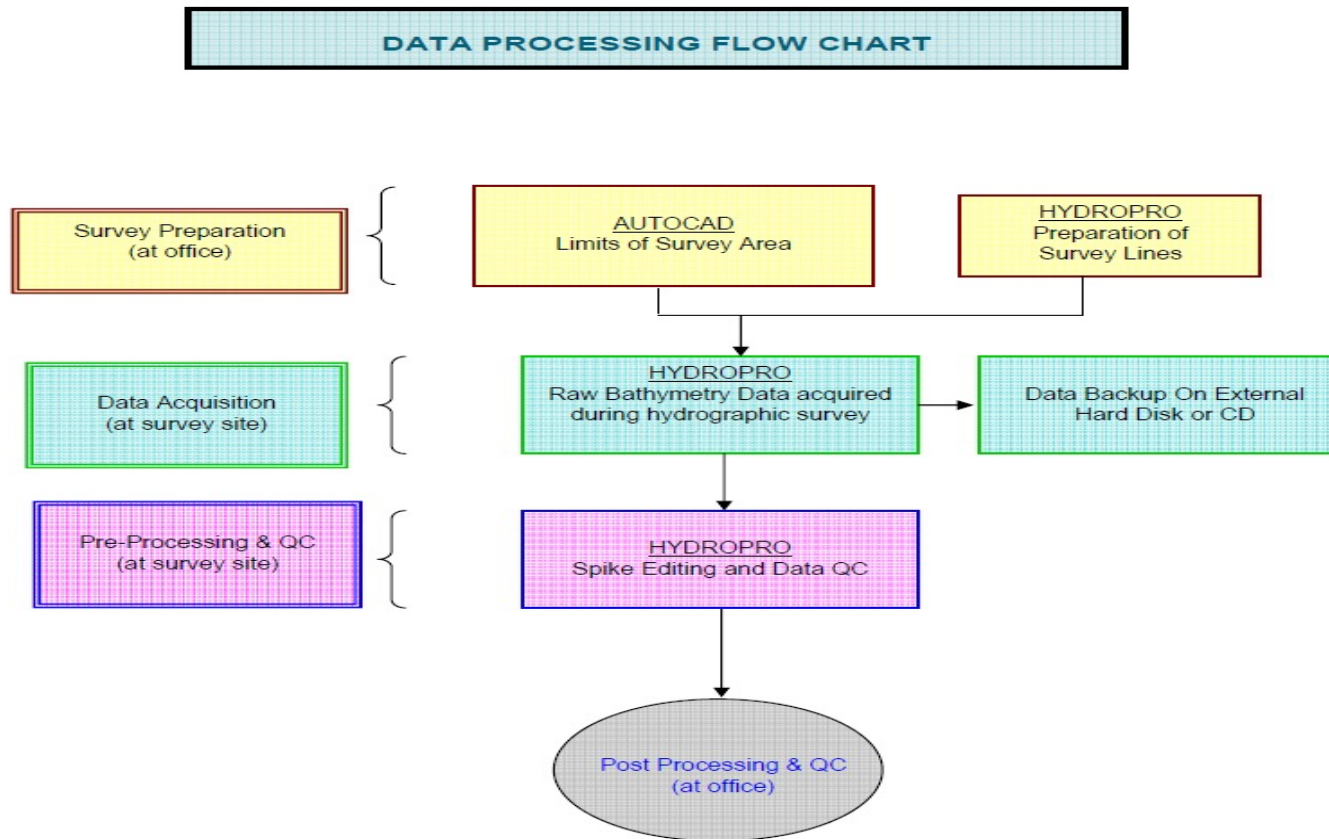 DATA PROCESSING FLOW CHART
Survey Preparation
(at office)
AUTOCAD
Limits of Survey Area
HYDROPRO
Preparation of
Survey Lines
Data Acquisition
(at survey site)
HYDROPRO
Raw Bathymetry Data acquired
during hydrographic survey
Data Backup On External
Hard Disk or CD
Pre-Processing & QC
(at survey site)
HYDROPRO
Spike Editing and Data QC
Post Processing & QC
(at office)